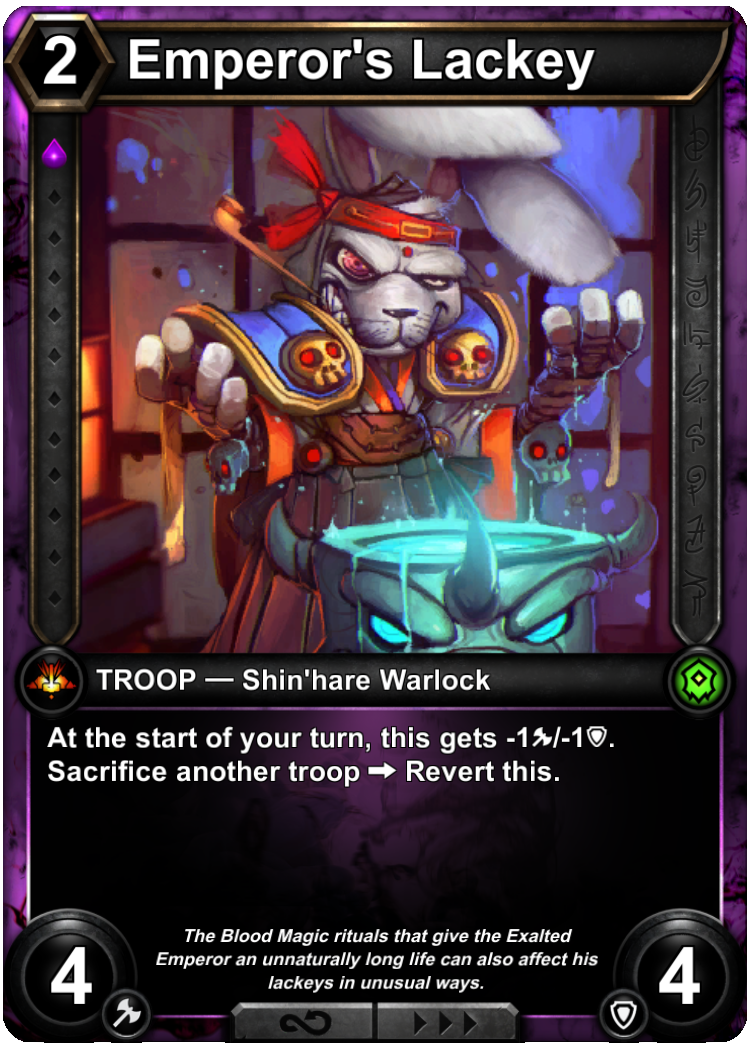 2 Emperor's Lackey
TROOP — Shin'hare Warlock
At the start of your turn, this gets -1/-1.
Sacrifice another troop ➡ Revert this.
The Blood Magic rituals that give the Exalted
Emperor an unnaturally long life can also affect his
lackeys in unusual ways.
4 4